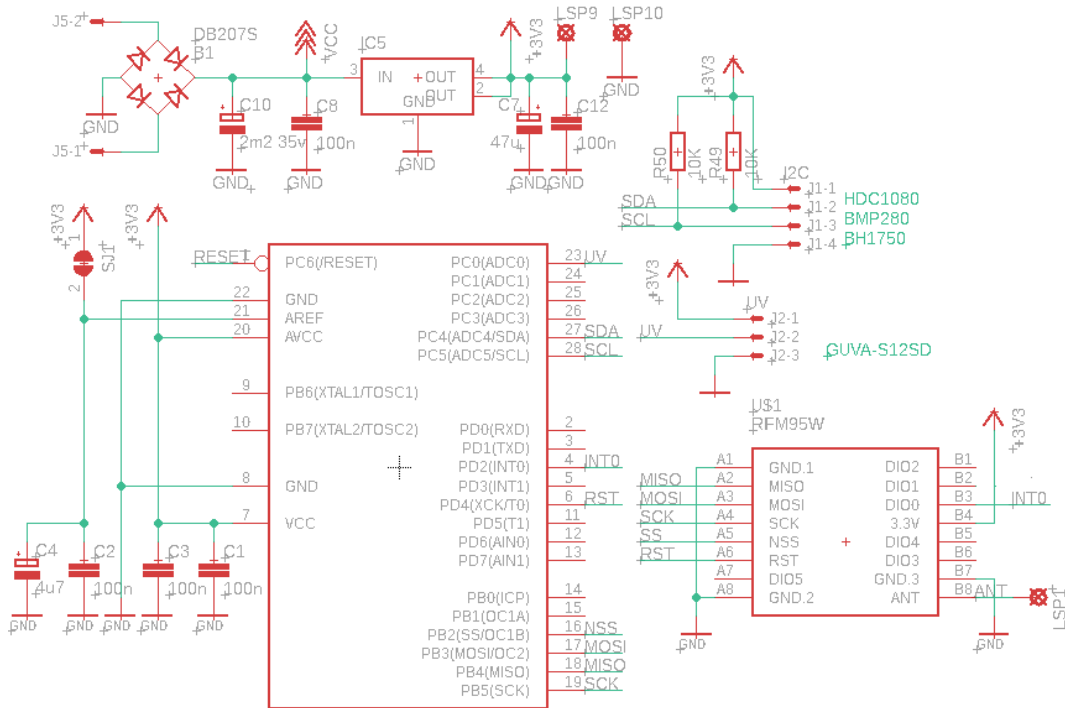 J5-2
DB207S
B1
J5-1
GND
VCC
IC5
IN
OUT
OUT
GND
3
4
2
1
GND
C10
2m2
35v
GND
C8
100n
GND
+3V3
C7
47u
GND
C12
100n
GND
LSP9
LSP10
GND
+3V3
R50
10K
R49
10K
I2C
J1-1
J1-2
J1-3
J1-4
SDA
SCL
HDC1080
BMP280
BH1750
+3V3
+3V3
1
SJ1
2
+3V3
UV
UV
J2-1
J2-2
J2-3
GUVA-S12SD
RESET
1
PC6(/RESET)
22
GND
21
AREF
20
AVCC
9
PB6(XTAL1/TOSC1)
10
PB7(XTAL2/TOSC2)
8
GND
7
VCC
PC0(ADC0)
23
UV
PC1(ADC1)
24
PC2(ADC2)
25
PC3(ADC3)
26
PC4(ADC4/SDA)
27
SDA
PC5(ADC5/SCL)
28
SCL
PD0(RXD)
2
PD1(TXD)
3
PD2(INT0)
4
INT0
PD3(INT1)
5
PD4(XCK/T0)
6
RST
PD5(T1)
11
PD6(AIN0)
12
PD7(AIN1)
13
PB0(ICP)
14
PB1(OC1A)
15
PB2(SS/OC1B)
16
NSS
PB3(MOSI/OC2)
17
MOSI
PB4(MISO)
18
MISO
PB5(SCK)
19
SCK
C4
4u7
GND
C2
100n
GND
GND
C3
100n
GND
C1
100n
GND
U$1
RFM95W
A1
GND.1
MISO
A2
MISO
MOSI
A3
MOSI
SCK
A4
SCK
SS
A5
NSS
RST
A6
RST
A7
DIO5
A8
GND.2
GND
DIO2
B1
DIO1
B2
DIO0
B3
INT0
3.3V
B4
DIO4
B5
DIO3
B6
GND.3
B7
ANT
B8
ANT
+3V3
GND
LSP1